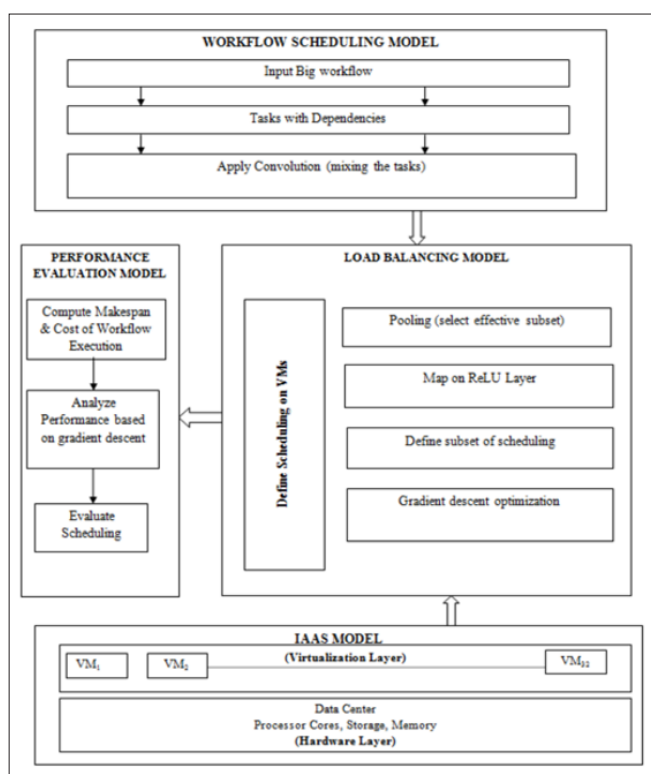 WORKFLOW SCHEDULING MODEL
Input Big workflow
Tasks with Dependencies
Apply Convolution (mixing the tasks)
PERFORMANCE
EVALUATION MODEL
Compute Makespan
& Cost of Workflow
Execution
Analyze
Performance based
on gradient descent
Evaluate
Scheduling
LOAD BALANCING MODEL
Define Scheduling on VMs
Pooling (select effective subset)
Map on ReLU Layer
Define subset of scheduling
Gradient descent optimization
IAAS MODEL
(Virtualization Layer)
VM1 VM2
Data Center
Processor Cores, Storage, Memory
(Hardware Layer)